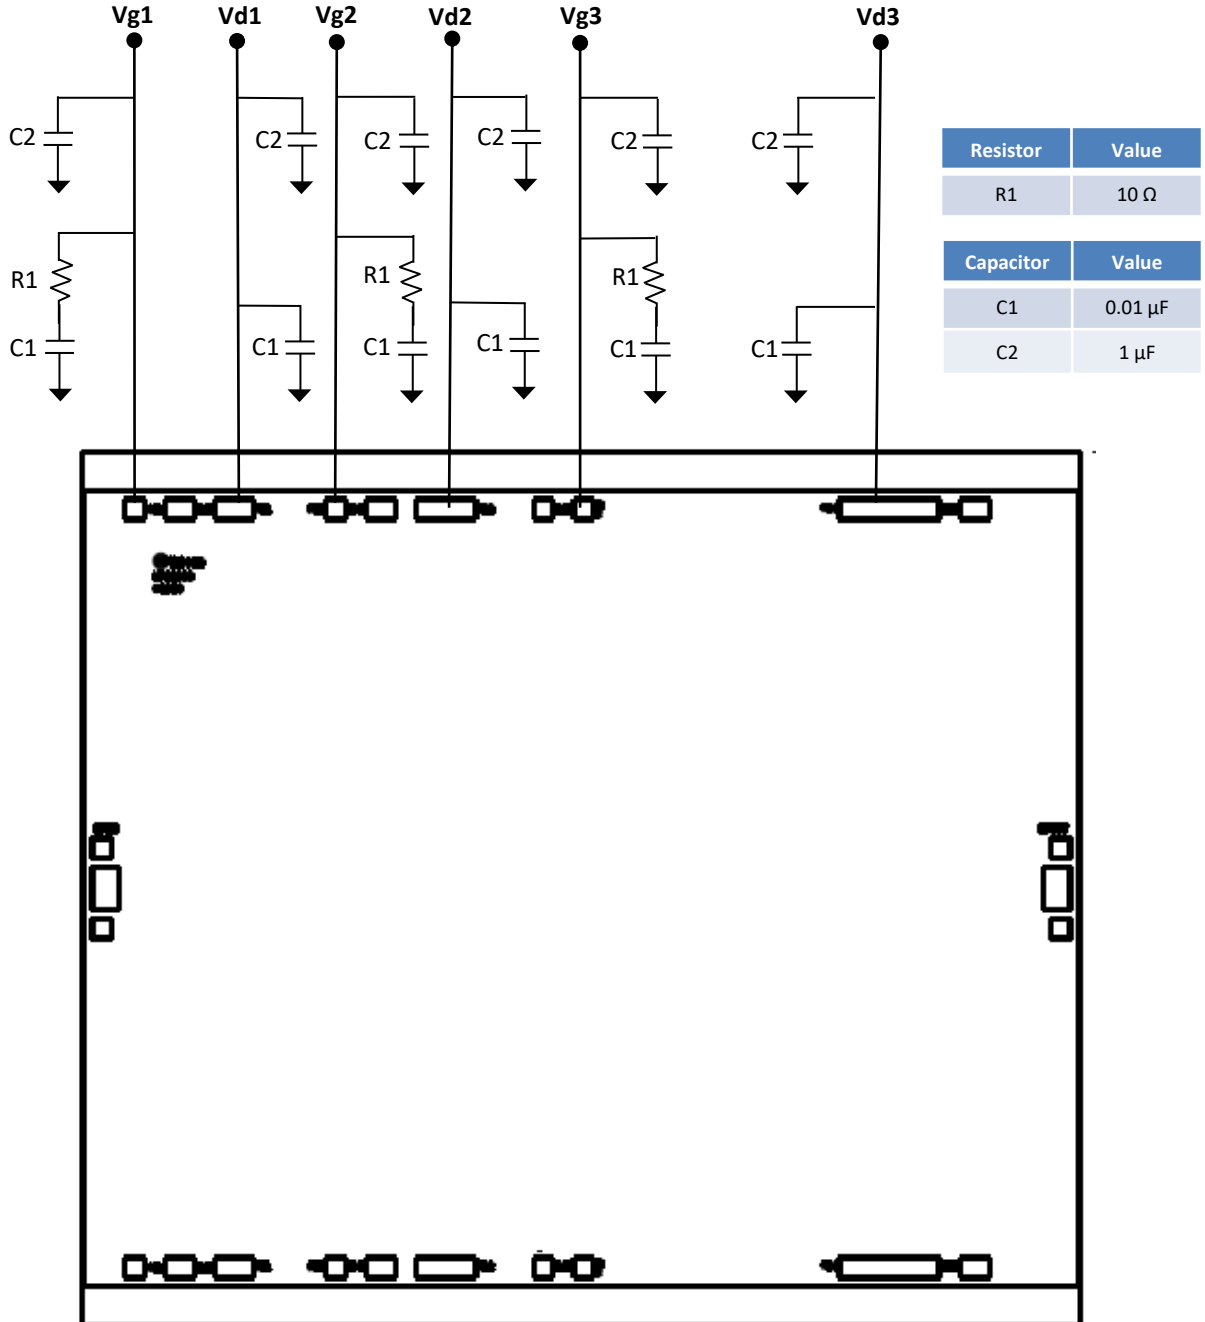 Vg1 Vd1 Vg2 Vd2 Vg3 Vd3
C2 C2 C2 C2 C2 C2
R1 R1 R1
C1 C1 C1 C1 C1 C1
Resistor Value
R1 10 Ω
Capacitor Value
C1 0.01 µF
C2 1 µF